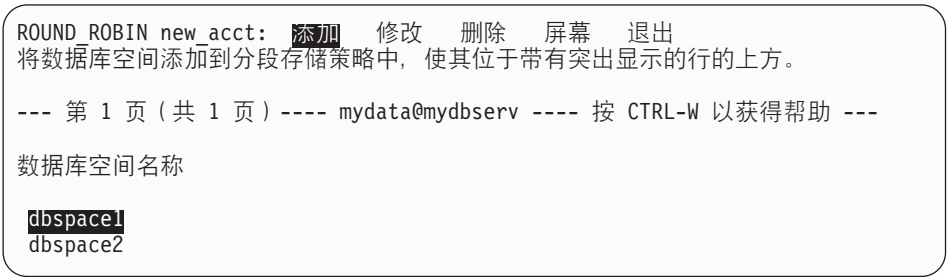 ROUND_ROBIN new_acct: 添加 修改 删除 屏幕 退出
将数据库空间添加到分段存储策略中，使其位于带有突出显示的行的上方。
--- 第 1 页（共 1 页）---- mydata@mydbserv ---- 按 CTRL-W 以获得帮助 ---
数据库空间名称
dbspace1
dbspace2